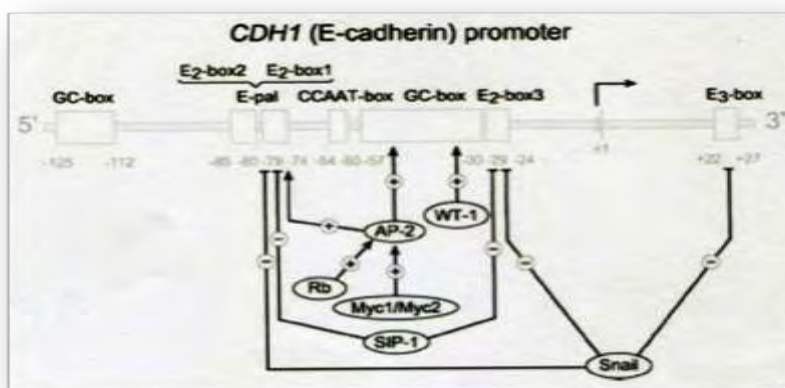 CDH1 (E-cadherin) promoter
E2-box2 E2-box1
GC-box E-pal CCAAT-box GC-box E2-box3 E3-box
5' 3'
-125 -112 -85 -80 -79 -74 -64 -60 -57 -30 -29 -24 +1 +22 +27
+ + WT-1
+ AP-2
- - - - -
Rb + +
Myc1/Myc2
SIP-1
Snail